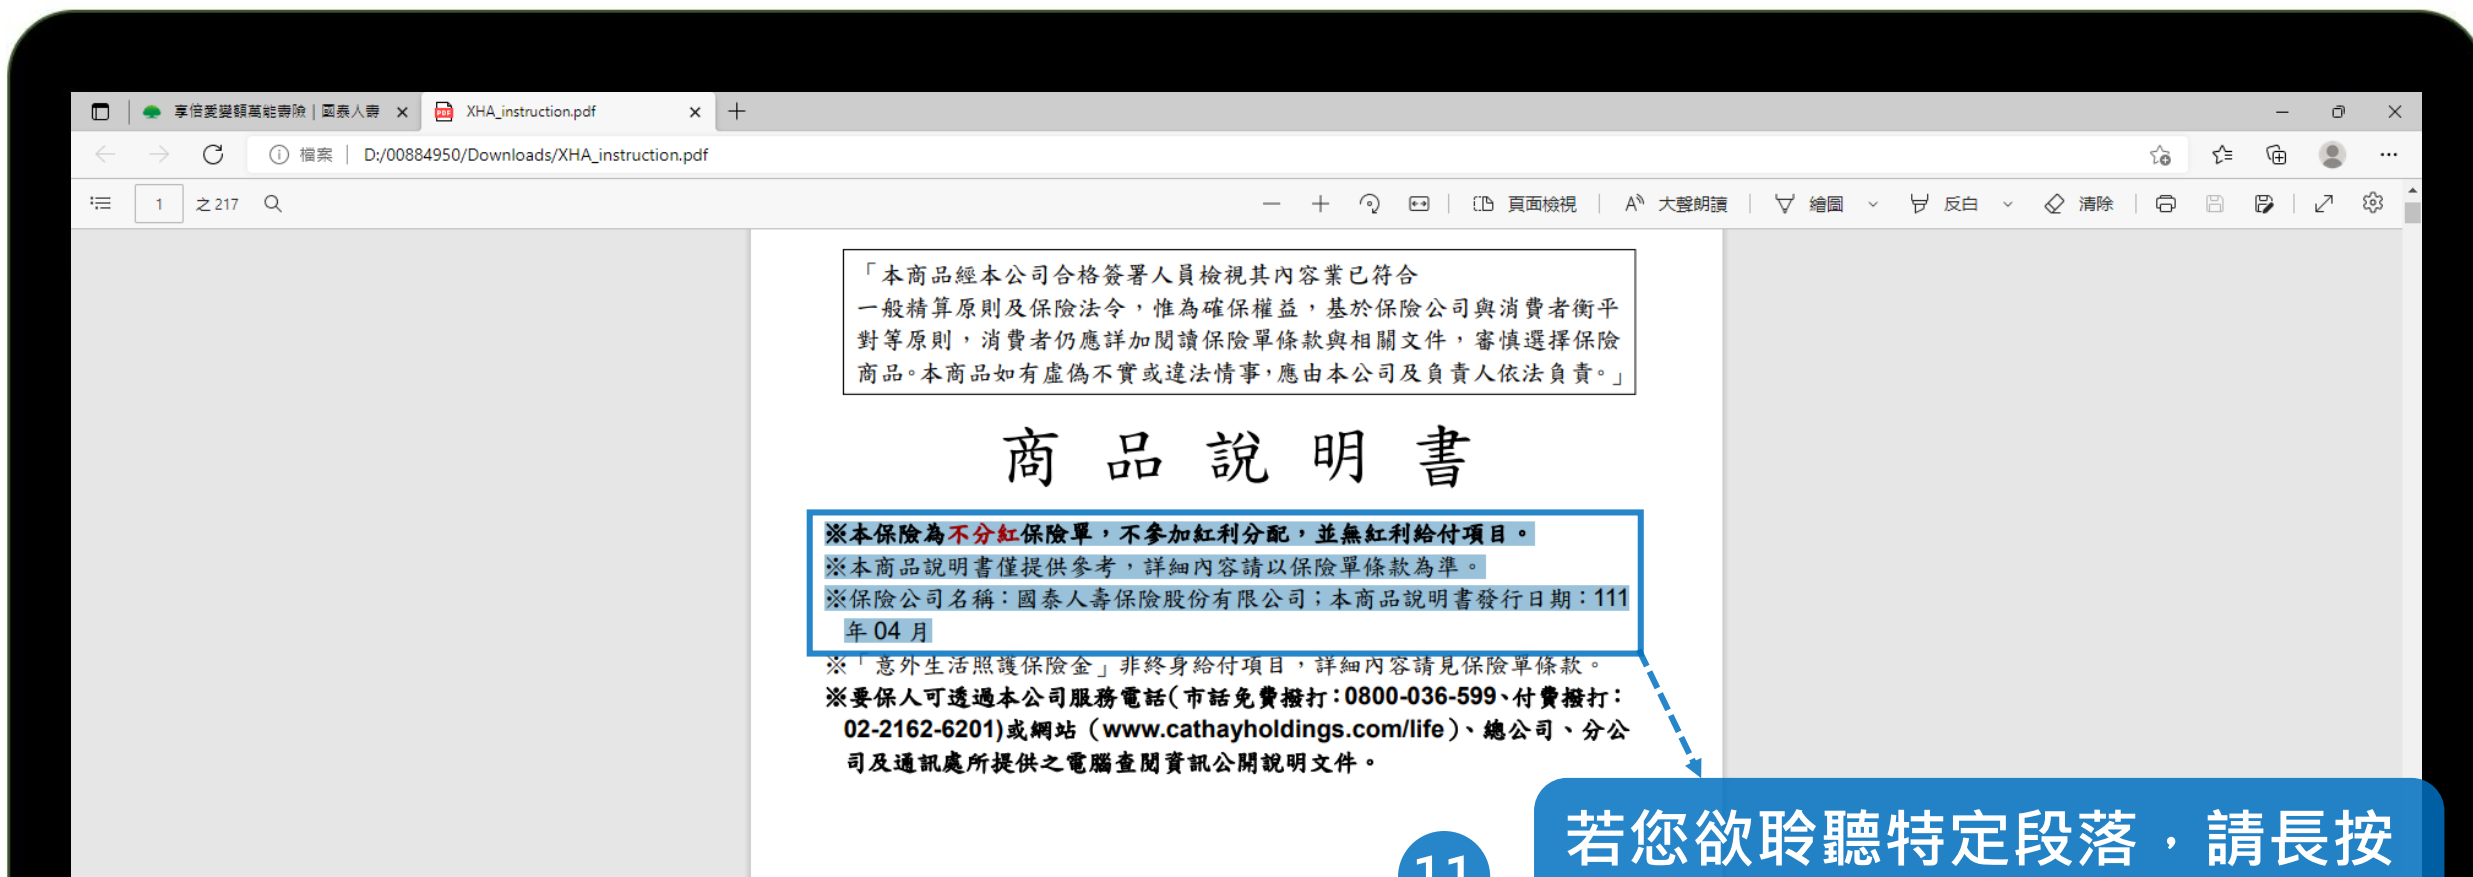 享倍愛變額萬能壽險 | 國泰人壽
XHA_instruction.pdf
檔案 | D:/00884950/Downloads/XHA_instruction.pdf
1 之 217
頁面檢視 | 大聲朗讀 | 繪圖 反白 清除
「本商品經本公司合格簽署人員檢視其內容業已符合
一般精算原則及保險法令，惟為確保權益，基於保險公司與消費者衡平
對等原則，消費者仍應詳加閱讀保險單條款與相關文件，審慎選擇保險
商品。本商品如有虛偽不實或違法情事，應由本公司及負責人依法負責。」
商品說明書
※本保險為不分紅保險單，不參加紅利分配，並無紅利給付項目。
※本商品說明書僅提供參考，詳細內容請以保險單條款為準。
※保險公司名稱：國泰人壽保險股份有限公司；本商品說明書發行日期：111
年 04 月
※「意外生活照護保險金」非終身給付項目，詳細內容請見保險單條款。
※要保人可透過本公司服務電話(市話免費撥打：0800-036-599、付費撥打：
02-2162-6201)或網站（www.cathayholdings.com/life）、總公司、分公
司及通訊處所提供之電腦查閱資訊公開說明文件。
11
若您欲聆聽特定段落，請長按